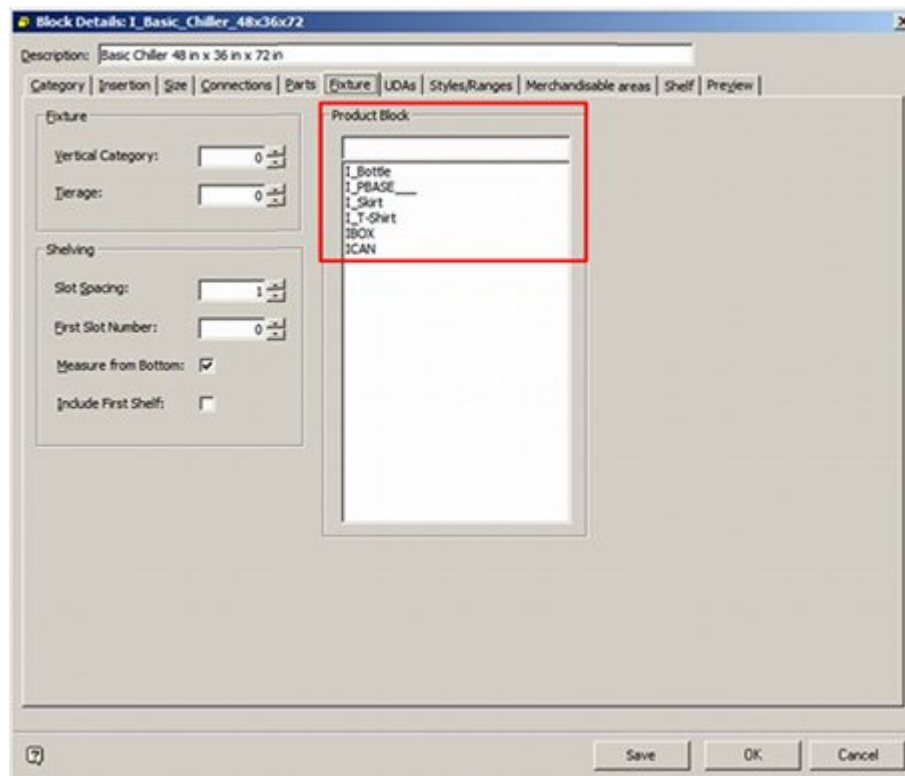 Block Details: I_Basic_Chiller_48x36x72
Description: Basic Chiller 48 in x 36 in x 72 in
Category Insertion Size Connections Parts Fixture UDAs Styles/Ranges Merchandisable areas Shelf Preview
Fixture
Vertical Category: 0
Tierage: 0
Shelving
Slot Spacing: 1
First Slot Number: 0
Measure from Bottom:
Include First Shelf:
Product Block
I_Bottle
I_PBASE___
I_Skirt
I_T-Shirt
IBOX
ICAN
Save OK Cancel